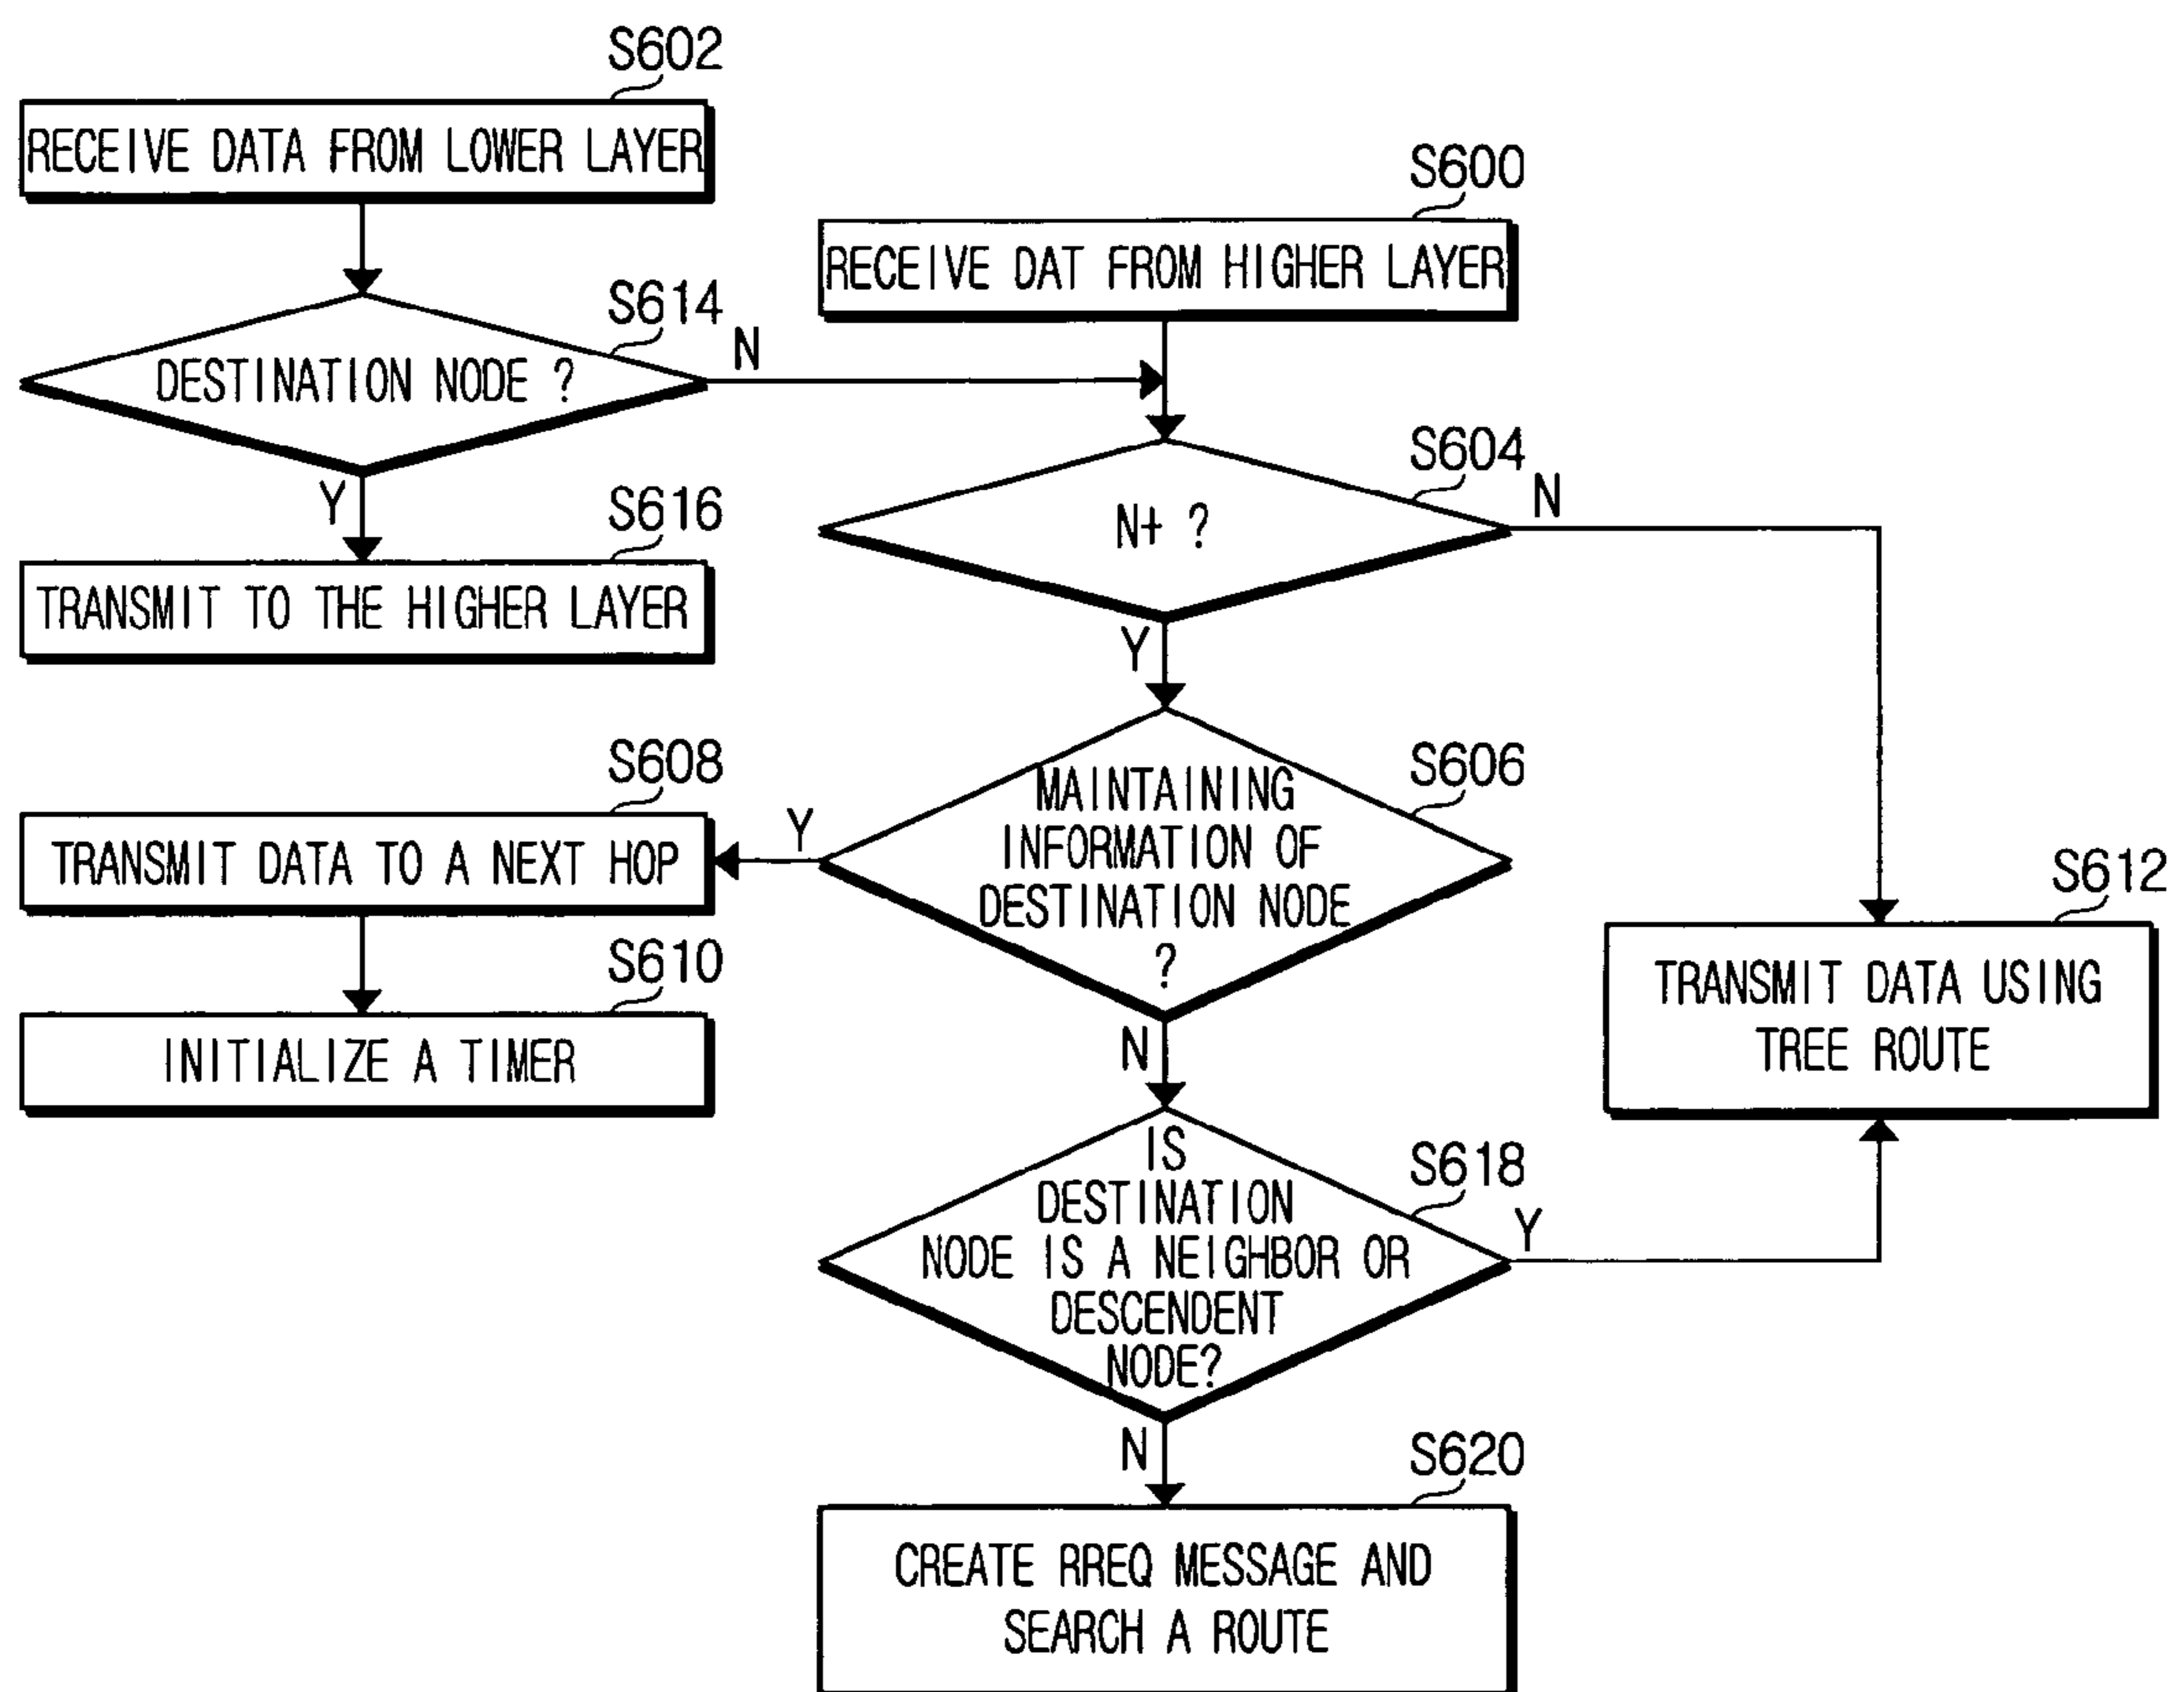 S602
RECEIVE DATA FROM LOWER LAYER
S600
RECEIVE DAT FROM HIGHER LAYER
S614
DESTINATION NODE ?
N
Y
S604
N+ ?
N
Y
S616
TRANSMIT TO THE HIGHER LAYER
S606
MAINTAINING
INFORMATION OF
DESTINATION NODE
?
Y
N
S608
TRANSMIT DATA TO A NEXT HOP
S610
INITIALIZE A TIMER
S612
TRANSMIT DATA USING
TREE ROUTE
S618
IS
DESTINATION
NODE IS A NEIGHBOR OR
DESCENDENT
NODE?
Y
N
S620
CREATE RREQ MESSAGE AND
SEARCH A ROUTE